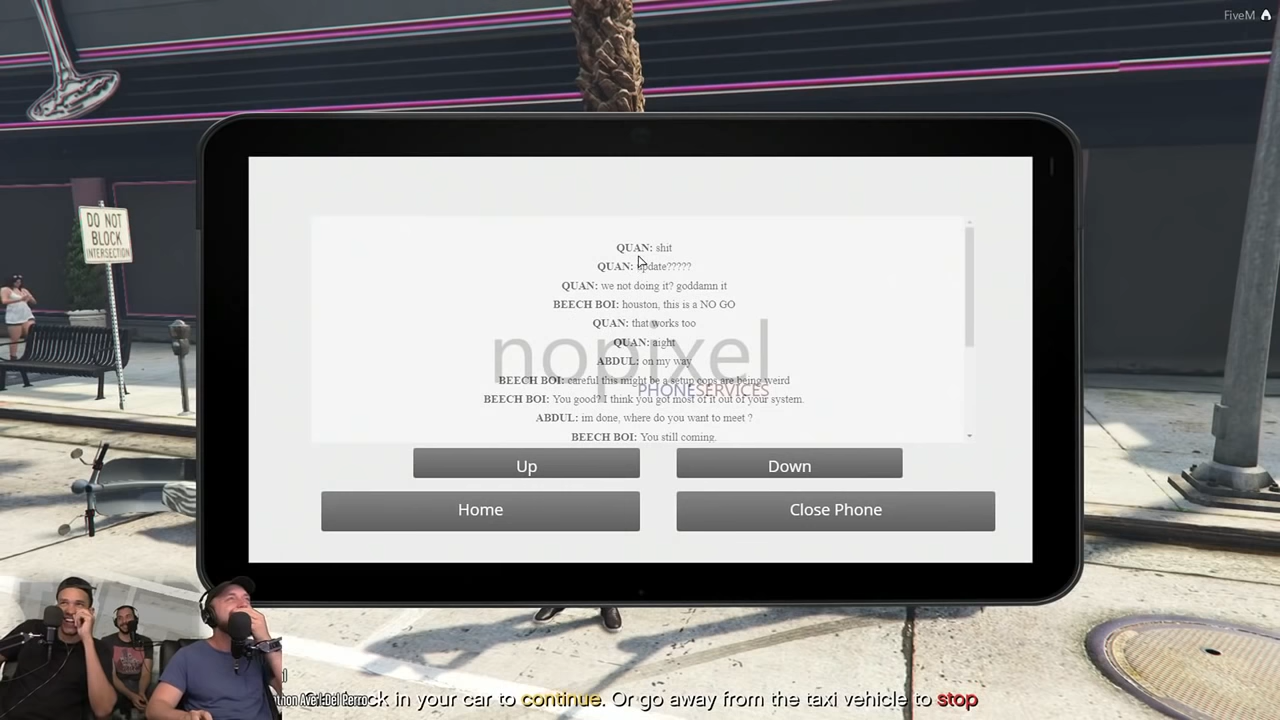 FiveM
DO NOT
BLOCK
INTERSECTION
QUAN: shit
QUAN: update?????
QUAN: we not doing it? goddamn it
BEECH BOI: houston, this is a NO GO
QUAN: that works too
QUAN: aight
ABDUL: on my way
BEECH BOI: careful this might be a setup cops are being weird
BEECH BOI: You good? I think you got most of it out of your system.
ABDUL: im done, where do you want to meet ?
BEECH BOI: You still coming.
nopixel
PHONESERVICES
Up
Down
Home
Close Phone
ck in your car to continue. Or go away from the taxi vehicle to stop